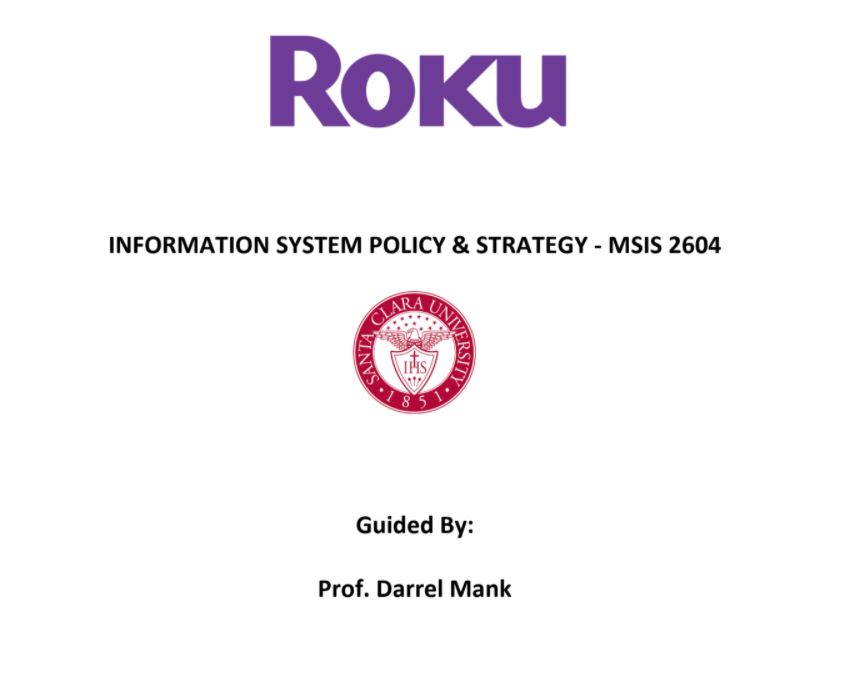 ROKU
INFORMATION SYSTEM POLICY & STRATEGY - MSIS 2604
SANTA CLARA UNIVERSITY
IHS
• 1851 •
Guided By:
Prof. Darrel Mank